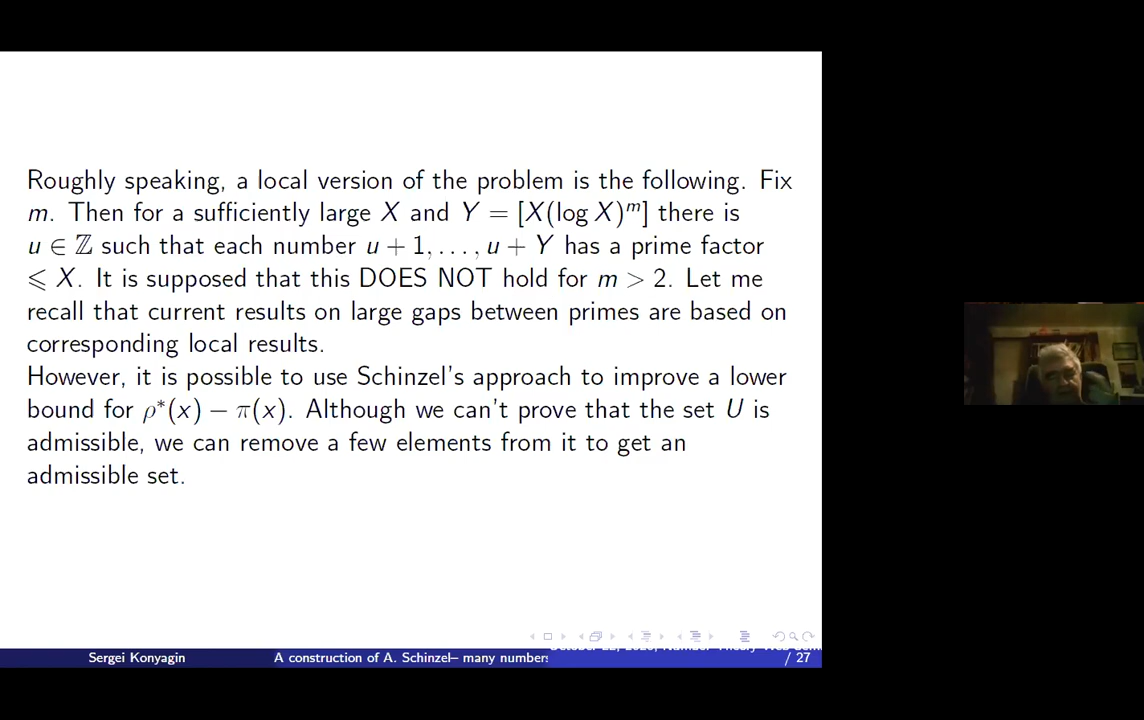 Roughly speaking, a local version of the problem is the following. Fix
m. Then for a sufficiently large X and Y = [X(log X)^m] there is
u ∈ ℤ such that each number u + 1, . . . , u + Y has a prime factor
⩽ X. It is supposed that this DOES NOT hold for m > 2. Let me
recall that current results on large gaps between primes are based on
corresponding local results.
However, it is possible to use Schinzel's approach to improve a lower
bound for ρ*(x) − π(x). Although we can't prove that the set U is
admissible, we can remove a few elements from it to get an
admissible set.
Sergei Konyagin A construction of A. Schinzel– many numbers
/ 27